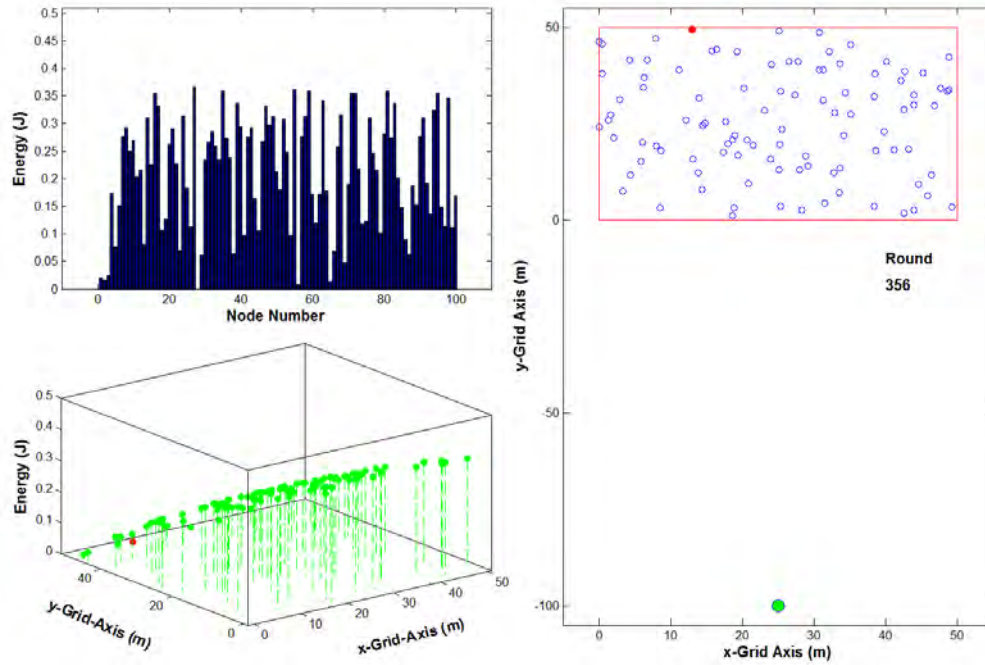 0.5
0.45
0.4
0.35
0.3
0.25
0.2
0.15
0.1
0.05
0
Energy (J)
0 20 40 60 80 100
Node Number
0.5
0.4
0.3
0.2
0.1
0
Energy (J)
40
20
0
y-Grid-Axis (m)
0 10 20 30 40 50
x-Grid-Axis (m)
50
0
-50
-100
y-Grid Axis (m)
Round
356
0 10 20 30 40 50
x-Grid Axis (m)